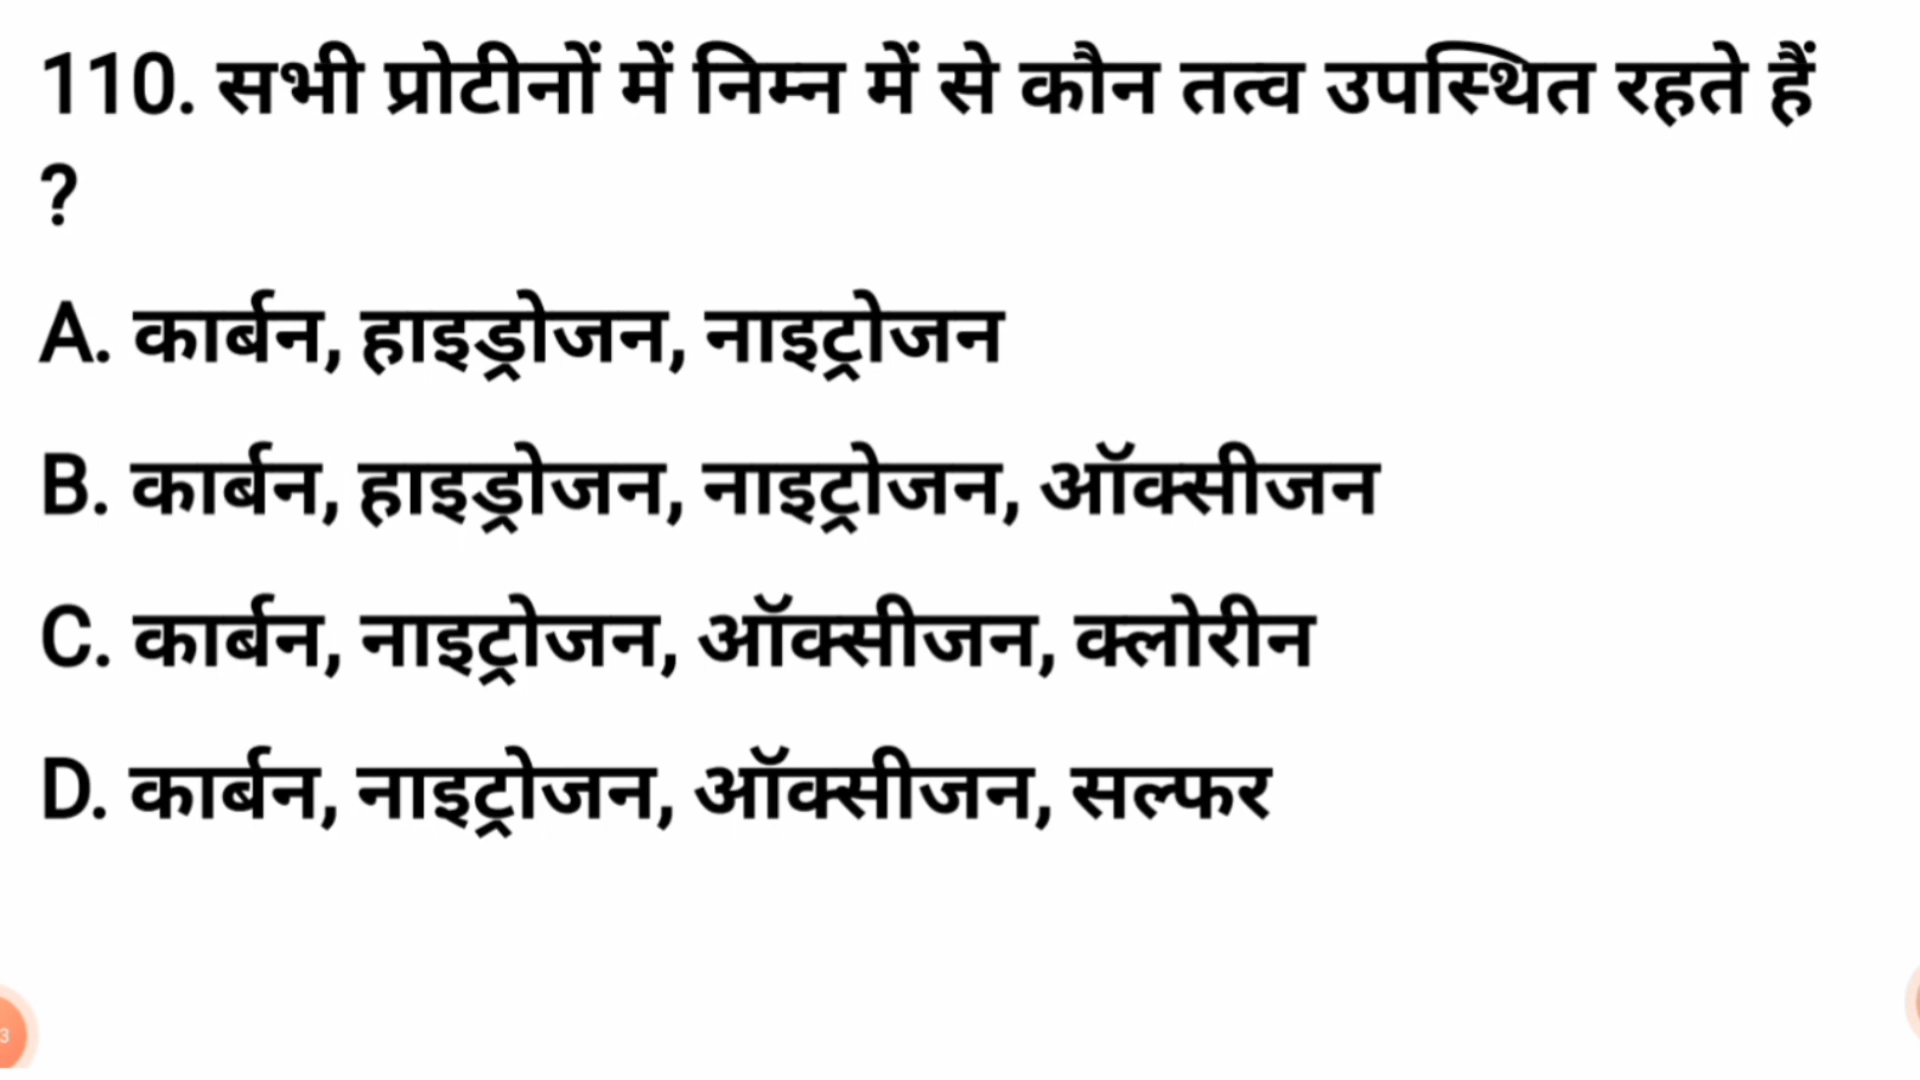 110. सभी प्रोटीनों में निम्न में से कौन तत्व उपस्थित रहते हैं
?
A. कार्बन, हाइड्रोजन, नाइट्रोजन
B. कार्बन, हाइड्रोजन, नाइट्रोजन, ऑक्सीजन
C. कार्बन, नाइट्रोजन, ऑक्सीजन, क्लोरीन
D. कार्बन, नाइट्रोजन, ऑक्सीजन, सल्फर
3